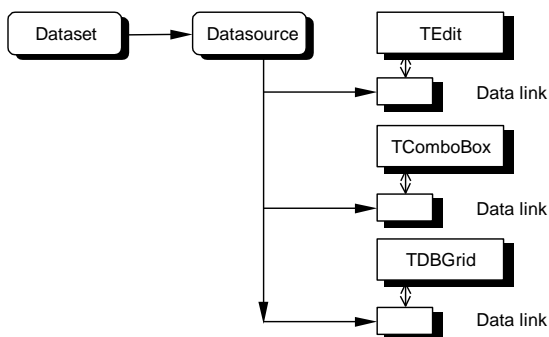 Dataset
Datasource
TEdit
Data link
TComboBox
Data link
TDBGrid
Data link